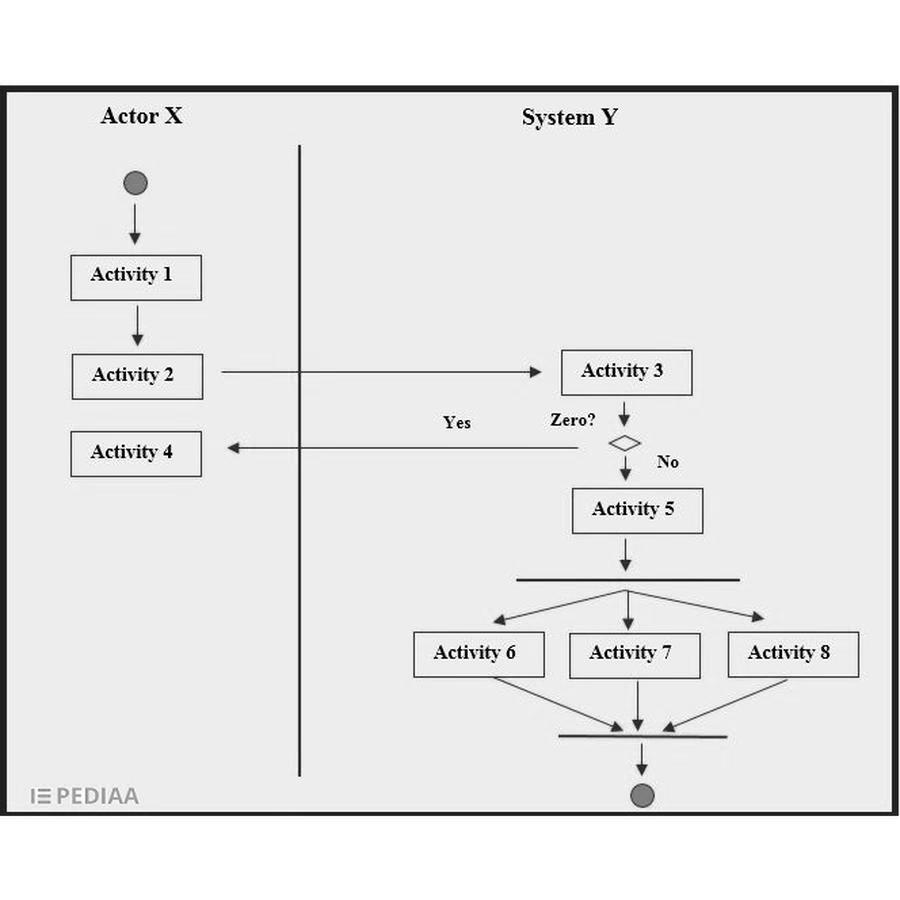 Actor X
System Y
Activity 1
Activity 2
Activity 3
Yes
Zero?
Activity 4
No
Activity 5
Activity 6
Activity 7
Activity 8
PEDIAA